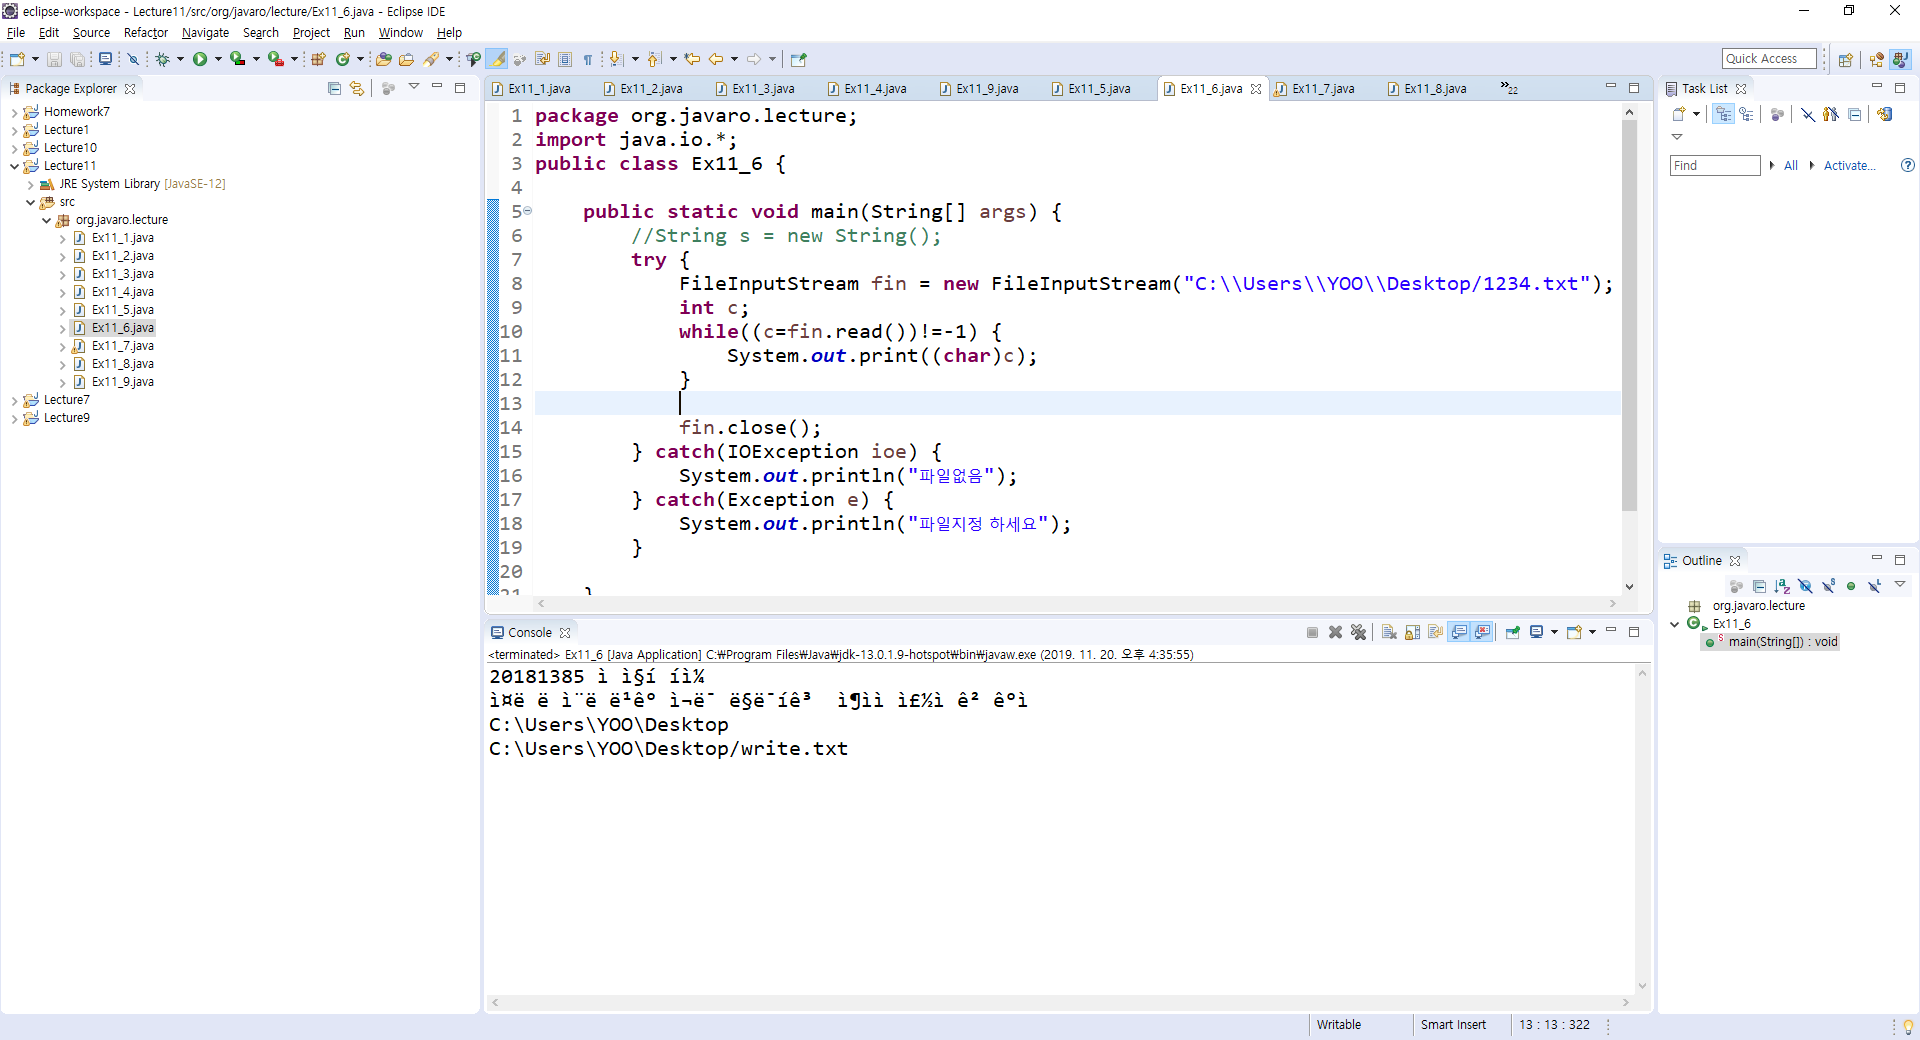 eclipse-workspace - Lecture11/src/org/javaro/lecture/Ex11_6.java - Eclipse IDE
File Edit Source Refactor Navigate Search Project Run Window Help
Quick Access
Package Explorer
Homework7
Lecture1
Lecture10
Lecture11
JRE System Library [JavaSE-12]
src
org.javaro.lecture
Ex11_1.java
Ex11_2.java
Ex11_3.java
Ex11_4.java
Ex11_5.java
Ex11_6.java
Ex11_7.java
Ex11_8.java
Ex11_9.java
Lecture7
Lecture9
Ex11_1.java Ex11_2.java Ex11_3.java Ex11_4.java Ex11_9.java Ex11_5.java Ex11_6.java Ex11_7.java Ex11_8.java »22
1 package org.javaro.lecture;
2 import java.io.*;
3 public class Ex11_6 {
4
5 public static void main(String[] args) {
6 //String s = new String();
7 try {
8 FileInputStream fin = new FileInputStream("C:\\Users\\YOO\\Desktop/1234.txt");
9 int c;
10 while((c=fin.read())!=-1) {
11 System.out.print((char)c);
12 }
13
14 fin.close();
15 } catch(IOException ioe) {
16 System.out.println("파일없음");
17 } catch(Exception e) {
18 System.out.println("파일지정 하세요");
19 }
20
21 }
Console
<terminated> Ex11_6 [Java Application] C:₩Program Files₩Java₩jdk-13.0.1.9-hotspot₩bin₩javaw.exe (2019. 11. 20. 오후 4:35:55)
20181385 ì ì§í íì¼
ì¤ë ë ì¨ë ë¹êº ì¬ë¯ ë§ë¯íê³ ì¶ìì ì£½ì ê² êºì
C:\Users\YOO\Desktop
C:\Users\YOO\Desktop/write.txt
Task List
Find All Activate...
Outline
org.javaro.lecture
Ex11_6
main(String[]) : void
Writable Smart Insert 13 : 13 : 322